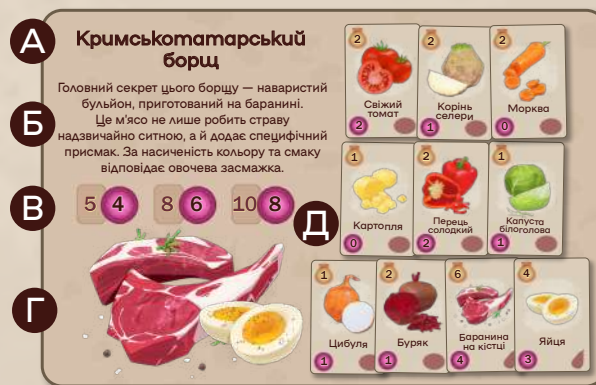 А
Кримськотатарський
борщ
Б
Головний секрет цього борщу — наваристий
бульйон, приготований на баранині.
Це м'ясо не лише робить страву
надзвичайно ситною, а й додає специфічний
присмак. За насиченість кольору та смаку
відповідає овочева засмажка.
В
5 4 8 6 10 8
Г
Д
2 2 2
Свіжий
томат
Корінь
селери
Морква
2 1 0
1 2 1
Картопля
Перець
солодкий
Капуста
білоголова
0 2 1
1 2 6 4
Цибуля
Буряк
Баранина
на кістці
Яйця
1 1 4 3